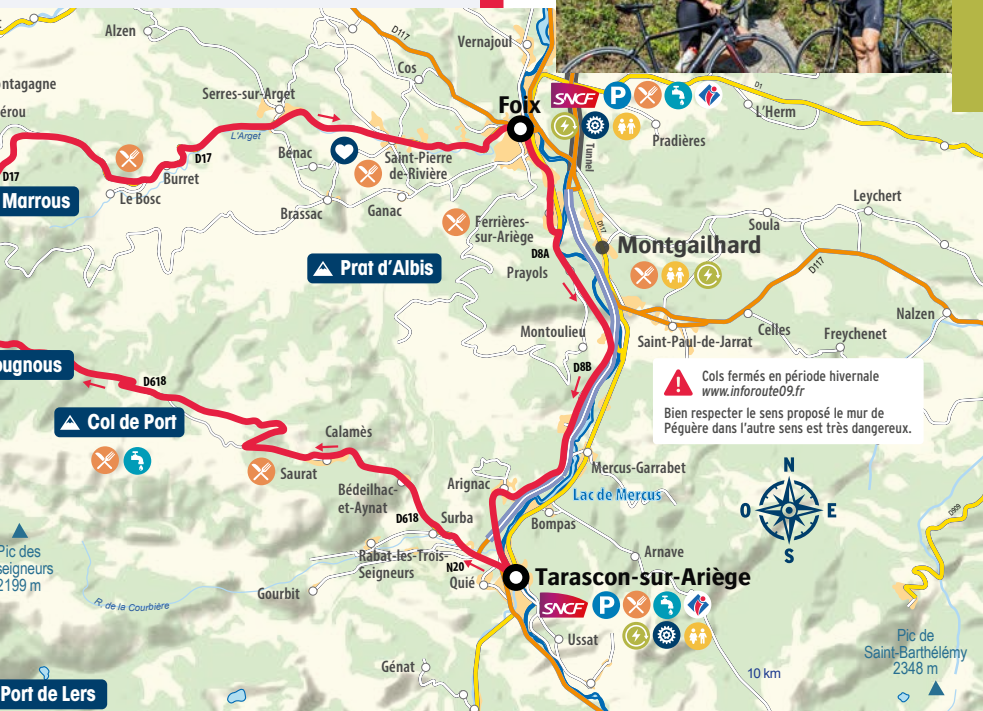 Alzen
D117
Vernajoul
Cos
ontagagne
érou
Serres-sur-Arget
Foix
SNCF
P
D1
L'Herm
Pradières
L'Arget
D17
D17
Bénac
Saint-Pierre
de-Rivière
Tunnel
Burret
Le Bosc
Marrous
Brassac
Ganac
Ferrières-
sur-Ariège
D117
Soula
Leychert
D8A
Montgailhard
Prayols
Prat d'Albis
D117
Montoulieu
Saint-Paul-de-Jarrat
Celles
Freychenet
Nalzen
ougnous
D618
D8B
Cols fermés en période hivernale
www.inforoute09.fr
Bien respecter le sens proposé le mur de
Péguère dans l'autre sens est très dangereux.
Col de Port
Calamès
Saurat
Mercus-Garrabet
Lac de Mercus
Bédeilhac-
et-Aynat
Arignac
D618
Surba
Bompas
N
O
E
S
D909
Pic des
seigneurs
2199 m
Rabat-les-Trois-
Seigneurs
N20
Quié
Arnave
Tarascon-sur-Ariège
SNCF
P
Gourbit
R. de la Courbière
Ussat
Génat
10 km
Pic de
Saint-Barthélémy
2348 m
Port de Lers